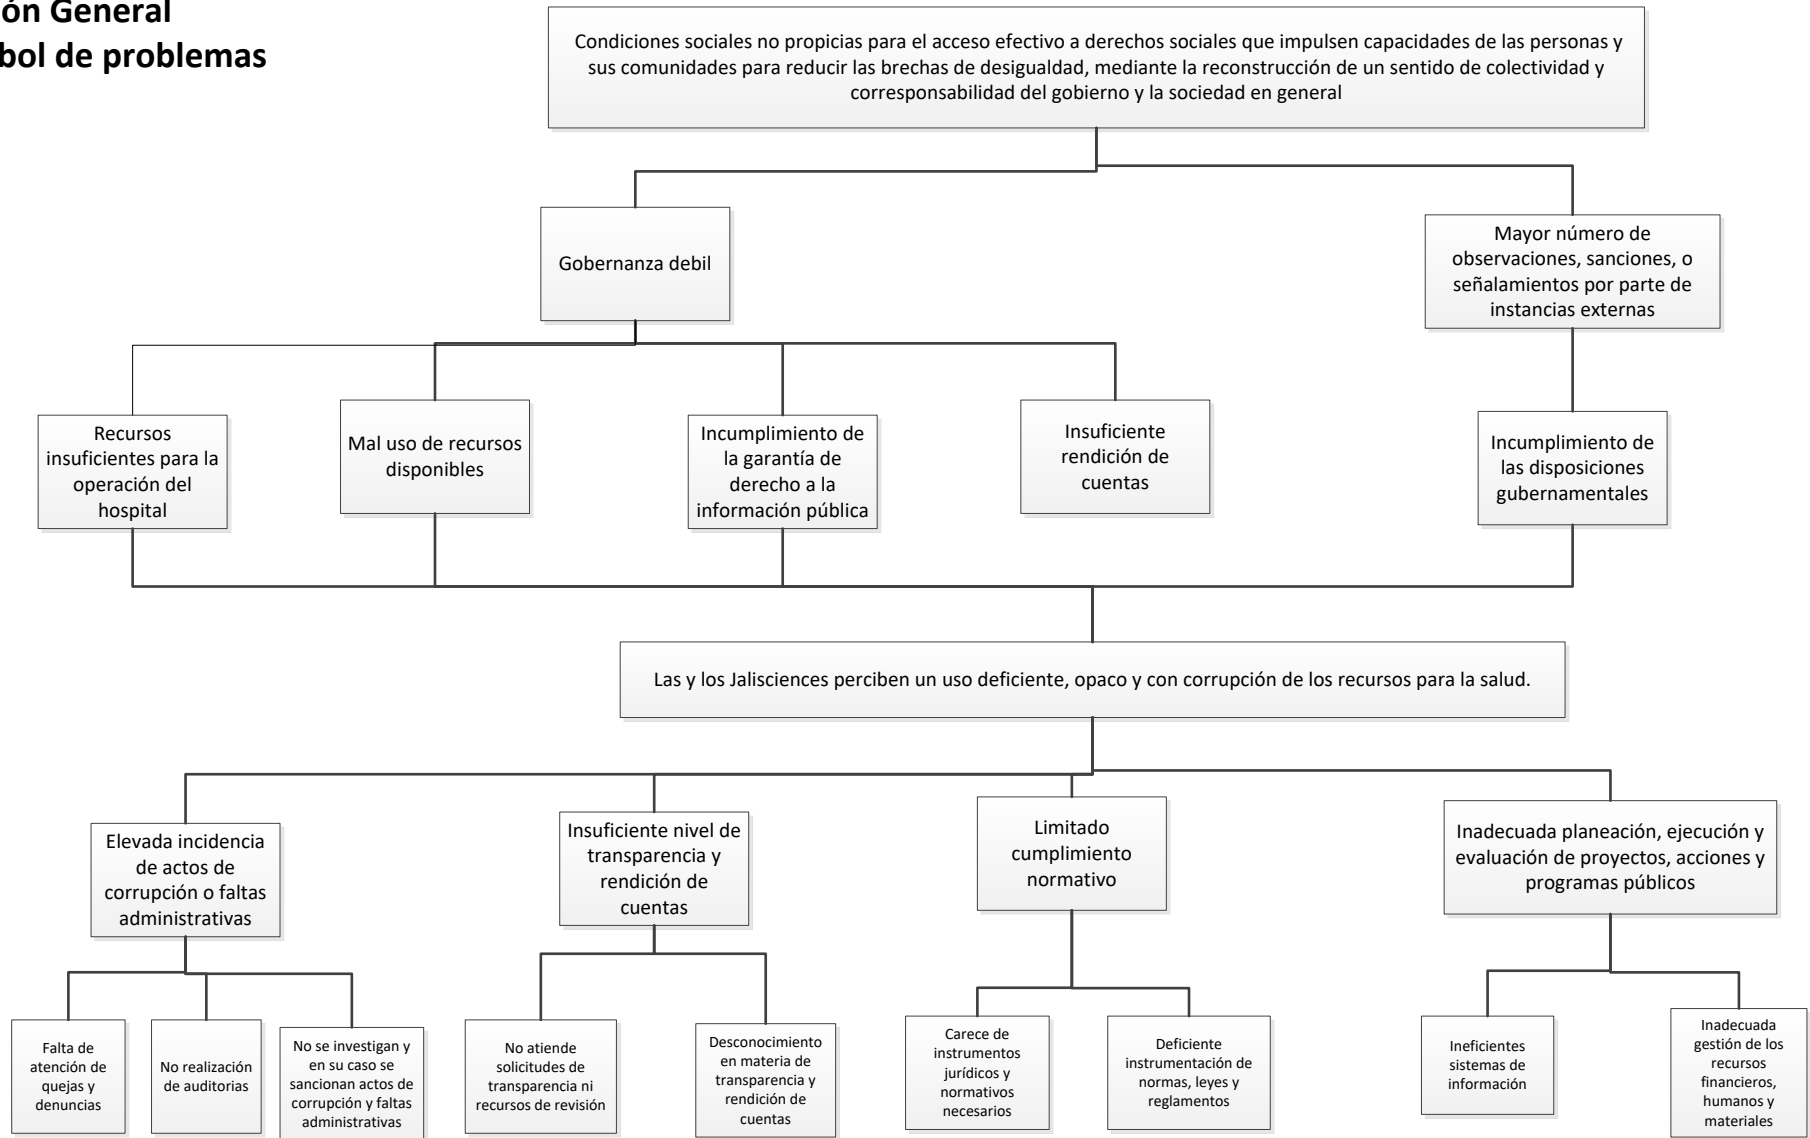 ón General
bol de problemas
Condiciones sociales no propicias para el acceso efectivo a derechos sociales que impulsen capacidades de las personas y
sus comunidades para reducir las brechas de desigualdad, mediante la reconstrucción de un sentido de colectividad y
corresponsabilidad del gobierno y la sociedad en general
Gobernanza debil
Mayor número de
observaciones, sanciones, o
señalamientos por parte de
instancias externas
Recursos
insuficientes para la
operación del
hospital
Mal uso de recursos
disponibles
Incumplimiento de
la garantía de
derecho a la
información pública
Insuficiente
rendición de
cuentas
Incumplimiento de
las disposiciones
gubernamentales
Las y los Jalisciences perciben un uso deficiente, opaco y con corrupción de los recursos para la salud.
Elevada incidencia
de actos de
corrupción o faltas
administrativas
Insuficiente nivel de
transparencia y
rendición de
cuentas
Limitado
cumplimiento
normativo
Inadecuada planeación, ejecución y
evaluación de proyectos, acciones y
programas públicos
Falta de
atención de
quejas y
denuncias
No realización
de auditorias
No se investigan y
en su caso se
sancionan actos de
corrupción y faltas
administrativas
No atiende
solicitudes de
transparencia ni
recursos de revisión
Desconocimiento
en materia de
transparencia y
rendición de
cuentas
Carece de
instrumentos
jurídicos y
normativos
necesarios
Deficiente
instrumentación de
normas, leyes y
reglamentos
Ineficientes
sistemas de
información
Inadecuada
gestión de los
recursos
financieros,
humanos y
materiales